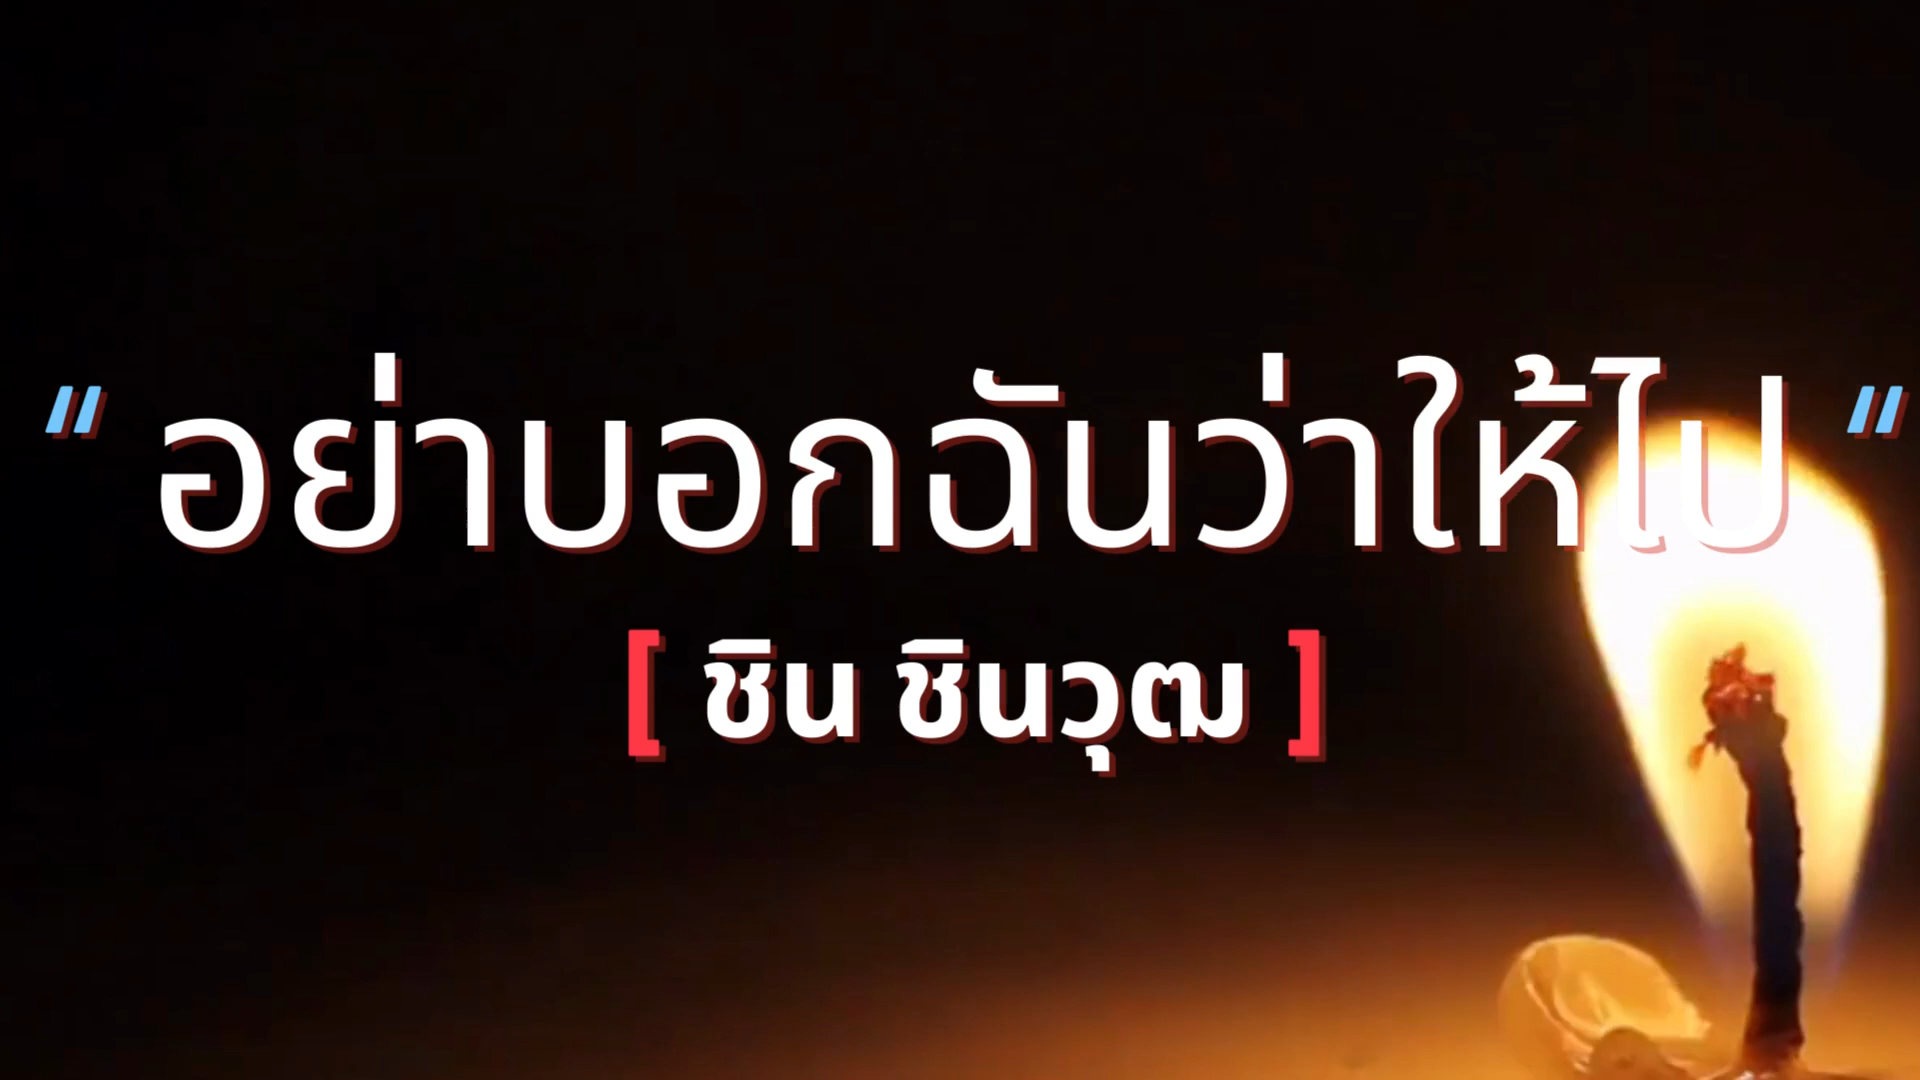 " อย่าบอกฉันว่าให้ไป "
[ ชิน ชินวุฒ ]